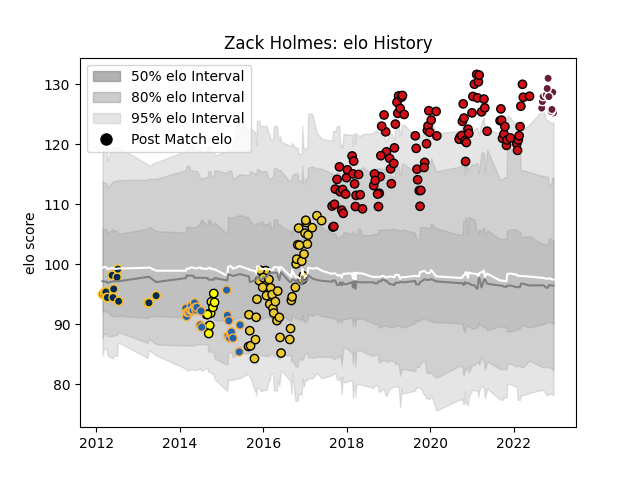 Zack Holmes: elo History
50% elo Interval
80% elo Interval
95% elo Interval
Post Match elo
elo score
130
120
110
100
90
80
2012
2014
2016
2018
2020
2022